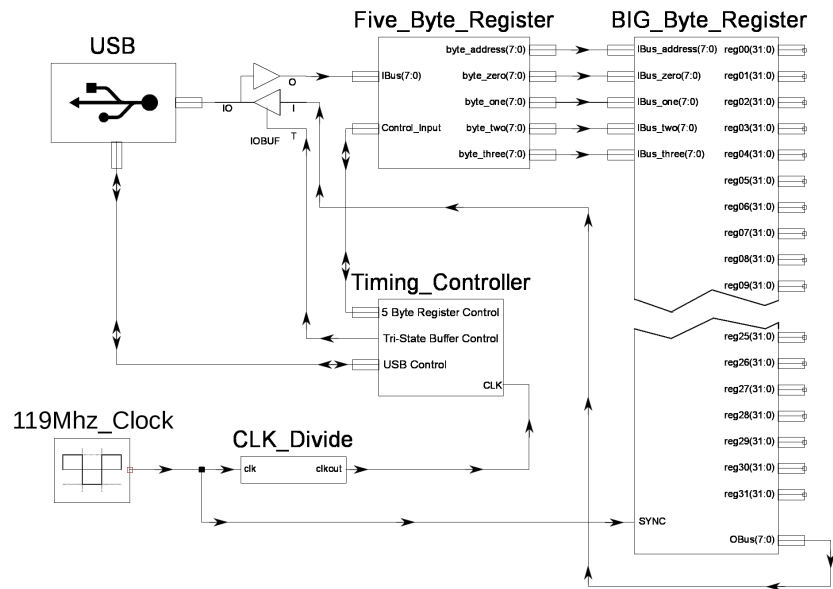 Five_Byte_Register
BIG_Byte_Register
USB
byte_address(7:0)
IBus_address(7:0)
reg00(31:0)
IBus(7:0)
byte_zero(7:0)
IBus_zero(7:0)
reg01(31:0)
O
byte_one(7:0)
IBus_one(7:0)
reg02(31:0)
IO
I
Control_Input
byte_two(7:0)
IBus_two(7:0)
reg03(31:0)
IOBUF
T
byte_three(7:0)
IBus_three(7:0)
reg04(31:0)
reg05(31:0)
reg06(31:0)
reg07(31:0)
reg08(31:0)
reg09(31:0)
Timing_Controller
5 Byte Register Control
Tri-State Buffer Control
USB Control
CLK
reg25(31:0)
reg26(31:0)
reg27(31:0)
reg28(31:0)
reg29(31:0)
reg30(31:0)
reg31(31:0)
119Mhz_Clock
CLK_Divide
clk
clkout
SYNC
OBus(7:0)